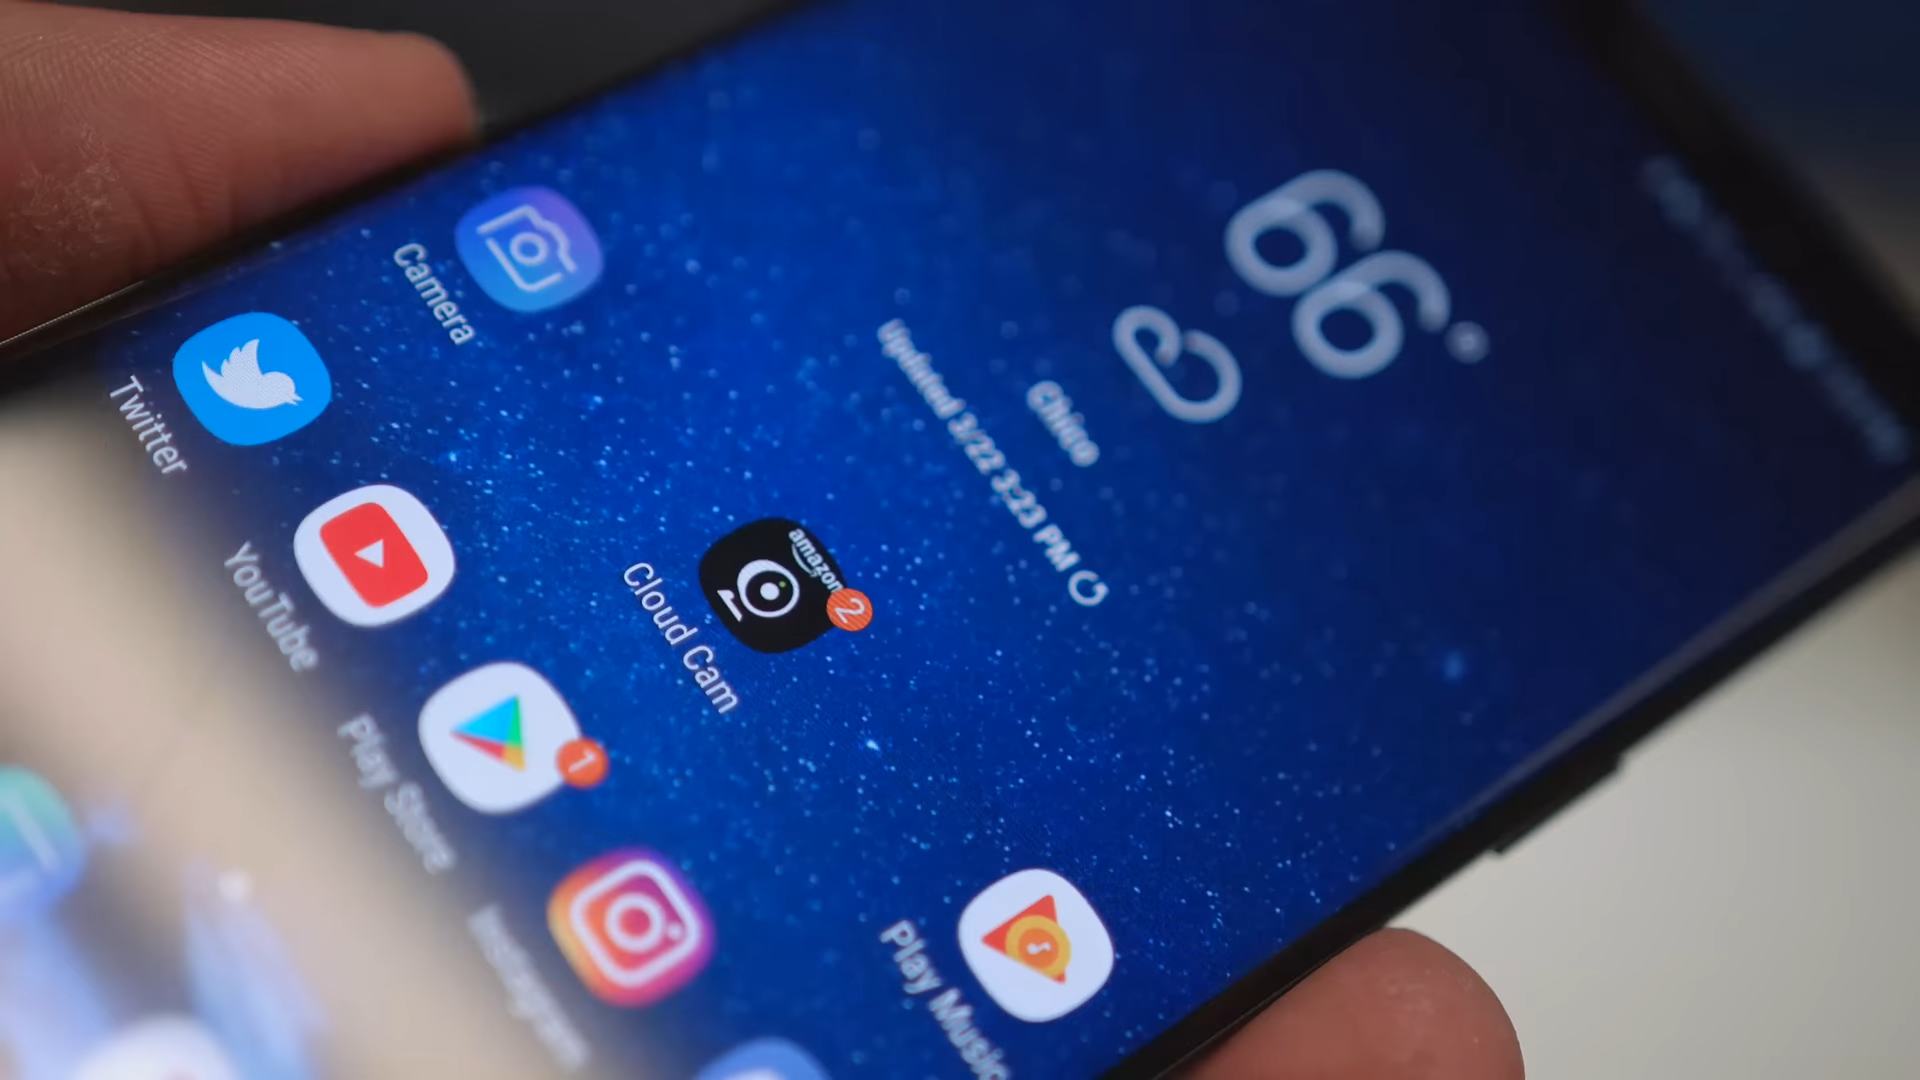 66°
Chico
Updated 3/22 3:23 PM
amazon
2
Cloud Cam
Camera
Twitter
YouTube
1
Play Store
Instagram
Play Music